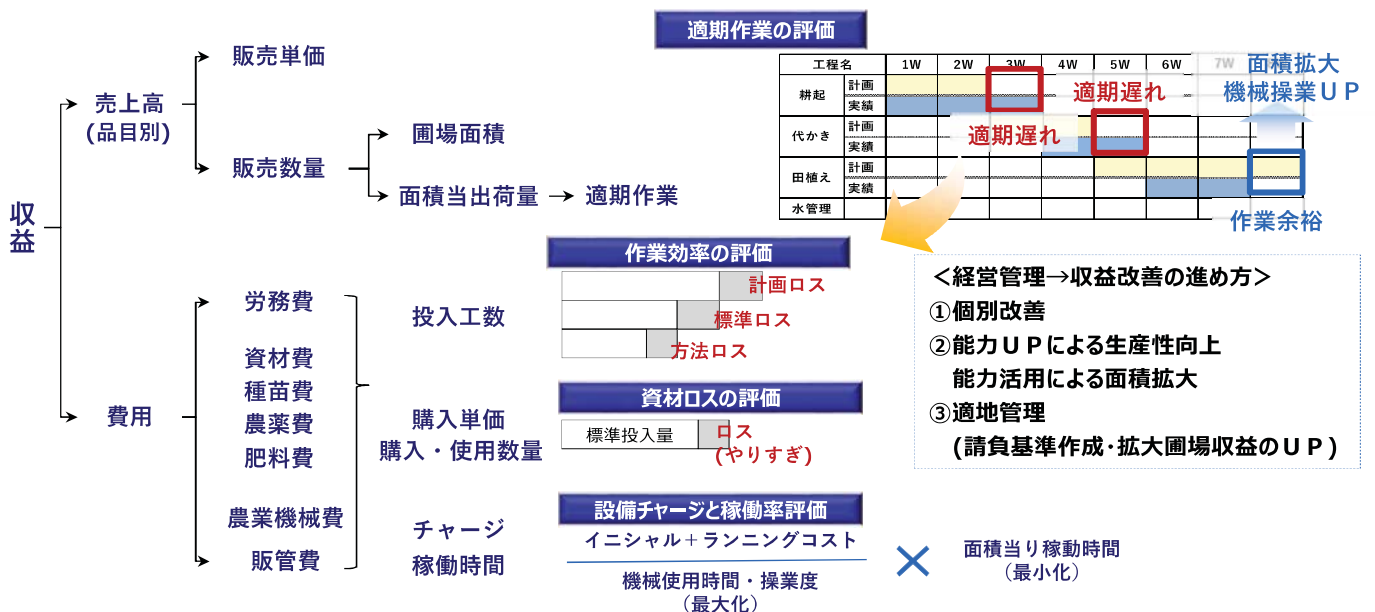 適期作業の評価
工程名 1W 2W 3W 4W 5W 6W 7W
耕起 計画
実績
代かき 計画
実績
田植え 計画
実績
水管理
適期遅れ
適期遅れ
面積拡大
機械操業UP
作業余裕
収益
売上高
(品目別)
販売単価
販売数量
圃場面積
面積当出荷量
適期作業
費用
労務費
資材費
種苗費
農薬費
肥料費
農業機械費
販管費
投入工数
購入単価
購入・使用数量
チャージ
稼働時間
作業効率の評価
計画ロス
標準ロス
方法ロス
資材ロスの評価
標準投入量
ロス
(やりすぎ)
設備チャージと稼働率評価
イニシャル＋ランニングコスト
機械使用時間・操業度
(最大化)
×
面積当り稼働時間
(最小化)
＜経営管理→収益改善の進め方＞
①個別改善
②能力UPによる生産性向上
能力活用による面積拡大
③適地管理
(請負基準作成・拡大圃場収益のUP)